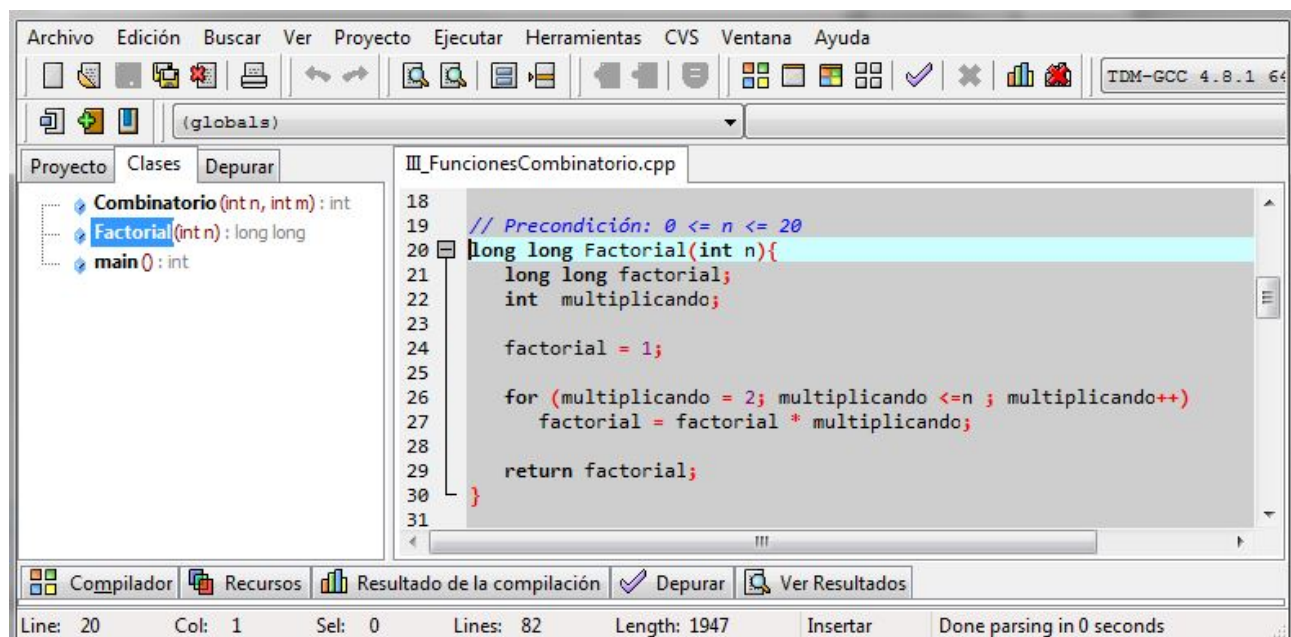 Archivo Edición Buscar Ver Proyecto Ejecutar Herramientas CVS Ventana Ayuda
TDM-GCC 4.8.1 64
(globals)
Proyecto Clases Depurar
Combinatorio (int n, int m) : int
Factorial (int n) : long long
main () : int
III_FuncionesCombinatorio.cpp
18
19 // Precondición: 0 <= n <= 20
20 long long Factorial(int n){
21 long long factorial;
22 int multiplicando;
23
24 factorial = 1;
25
26 for (multiplicando = 2; multiplicando <=n ; multiplicando++)
27 factorial = factorial * multiplicando;
28
29 return factorial;
30 }
31
Compilador Recursos Resultado de la compilación Depurar Ver Resultados
Line: 20 Col: 1 Sel: 0 Lines: 82 Length: 1947 Insertar Done parsing in 0 seconds